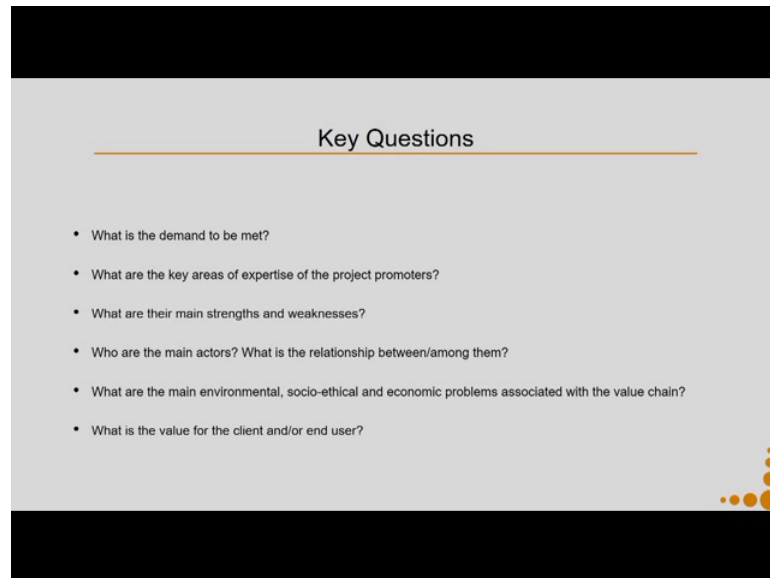 Key Questions
• What is the demand to be met?
• What are the key areas of expertise of the project promoters?
• What are their main strengths and weaknesses?
• Who are the main actors? What is the relationship between/among them?
• What are the main environmental, socio-ethical and economic problems associated with the value chain?
• What is the value for the client and/or end user?